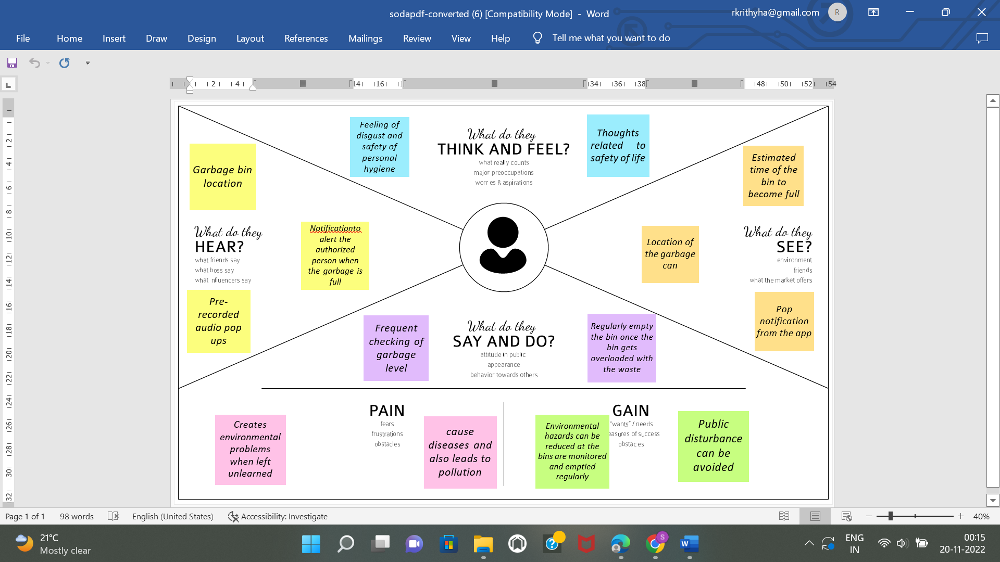 sodapdf-converted (6) [Compatibility Mode] - Word
rkrithyha@gmail.com
R
File Home Insert Draw Design Layout References Mailings Review View Help Tell me what you want to do
2 4 14 16 34 36 38 48 50 52 54
Feeling of
disgust and
safety of
personal
hygiene
What do they
THINK AND FEEL?
what really counts
major preoccupations
worr es & aspirations
Thoughts
related to
safety of life
Garbage bin
location
Estimated
time of the
bin to
become full
What do they
HEAR?
what friends say
what boss say
what nfluencers say
Notificationto
alert the
authorized
person when
the garbage is
full
Location of
the garbage
can
What do they
SEE?
environment
friends
what the market offers
Pre-
recorded
audio pop
ups
Pop
notification
from the app
Frequent
checking of
garbage
level
What do they
SAY AND DO?
attitude in public
appearance
behavior towards others
Regularly empty
the bin once the
bin gets
overloaded with
the waste
PAIN
fears
frustrations
obstacles
Creates
environmental
problems
when left
unlearned
cause
diseases and
also leads to
pollution
GAIN
"wants" / needs
easures of success
obstac es
Environmental
hazards can be
reduced at the
bins are monitored
and emptied
regularly
Public
disturbance
can be
avoided
2
4
6
8
10
12
14
16
18
20
22
24
26
28
30
32
Page 1 of 1 98 words English (United States) Accessibility: Investigate 40%
21°C
Mostly clear
S
W
ENG
IN
00:15
20-11-2022